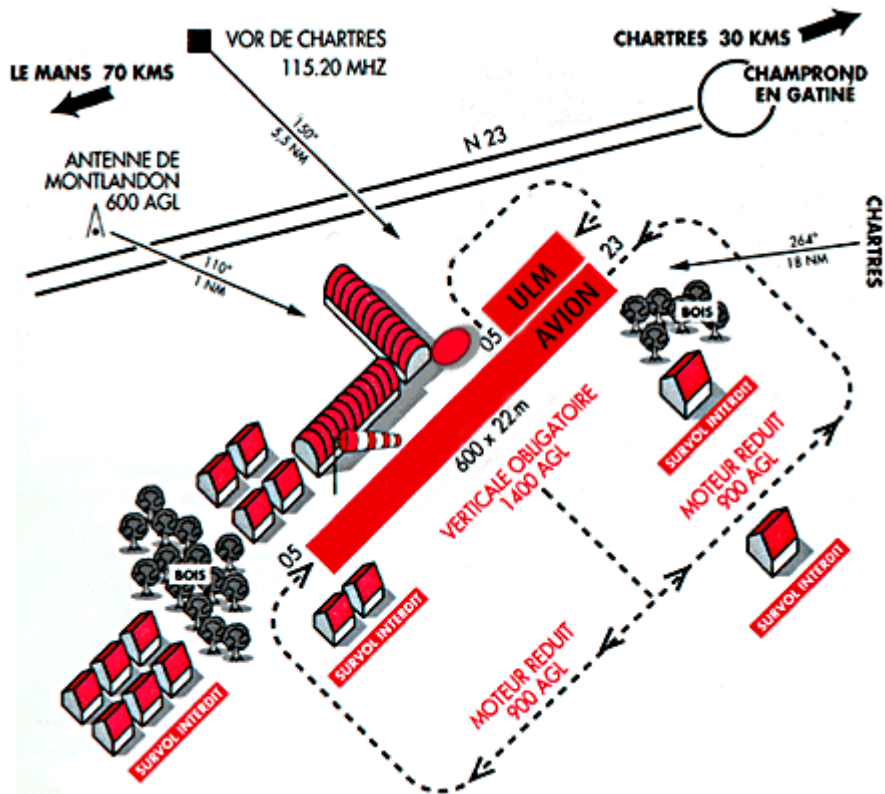 VOR DE CHARTRES
115.20 MHZ
CHARTRES 30 KMS
LE MANS 70 KMS
CHAMPROND
EN GATINE
150°
5,5 NM
N 23
ANTENNE DE
MONTLANDON
600 AGL
CHARTRES
110°
1 NM
264°
18 NM
23
ULM
AVION
BOIS
05
600 x 22.m
SURVOL INTERDIT
VERTICALE OBLIGATOIRE
1400 AGL
MOTEUR REDUIT
900 AGL
05
BOIS
SURVOL INTERDIT
SURVOL INTERDIT
MOTEUR REDUIT
900 AGL
SURVOL INTERDIT